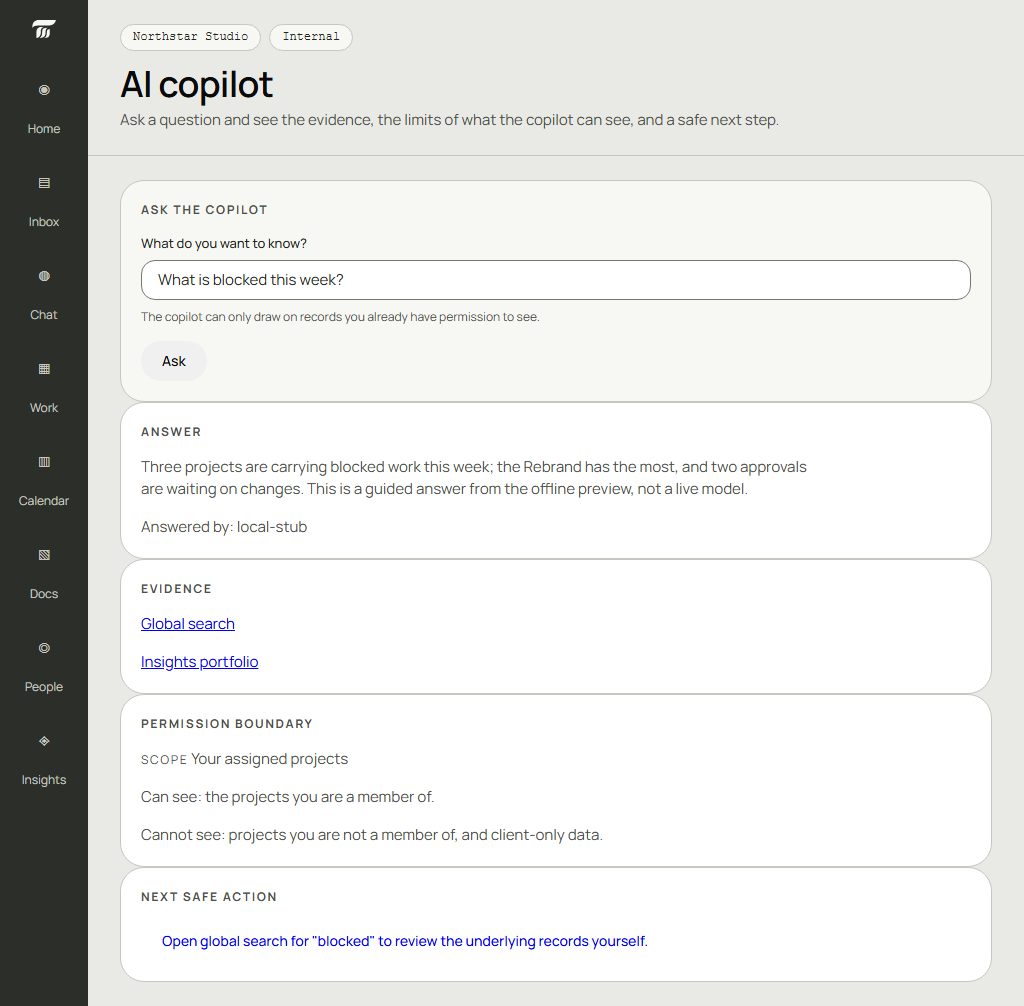 Northstar Studio
Internal
AI copilot
Ask a question and see the evidence, the limits of what the copilot can see, and a safe next step.
Home
Inbox
Chat
Work
Calendar
Docs
People
Insights
ASK THE COPILOT
What do you want to know?
What is blocked this week?
The copilot can only draw on records you already have permission to see.
Ask
ANSWER
Three projects are carrying blocked work this week; the Rebrand has the most, and two approvals
are waiting on changes. This is a guided answer from the offline preview, not a live model.
Answered by: local-stub
EVIDENCE
Global search
Insights portfolio
PERMISSION BOUNDARY
SCOPE Your assigned projects
Can see: the projects you are a member of.
Cannot see: projects you are not a member of, and client-only data.
NEXT SAFE ACTION
Open global search for "blocked" to review the underlying records yourself.